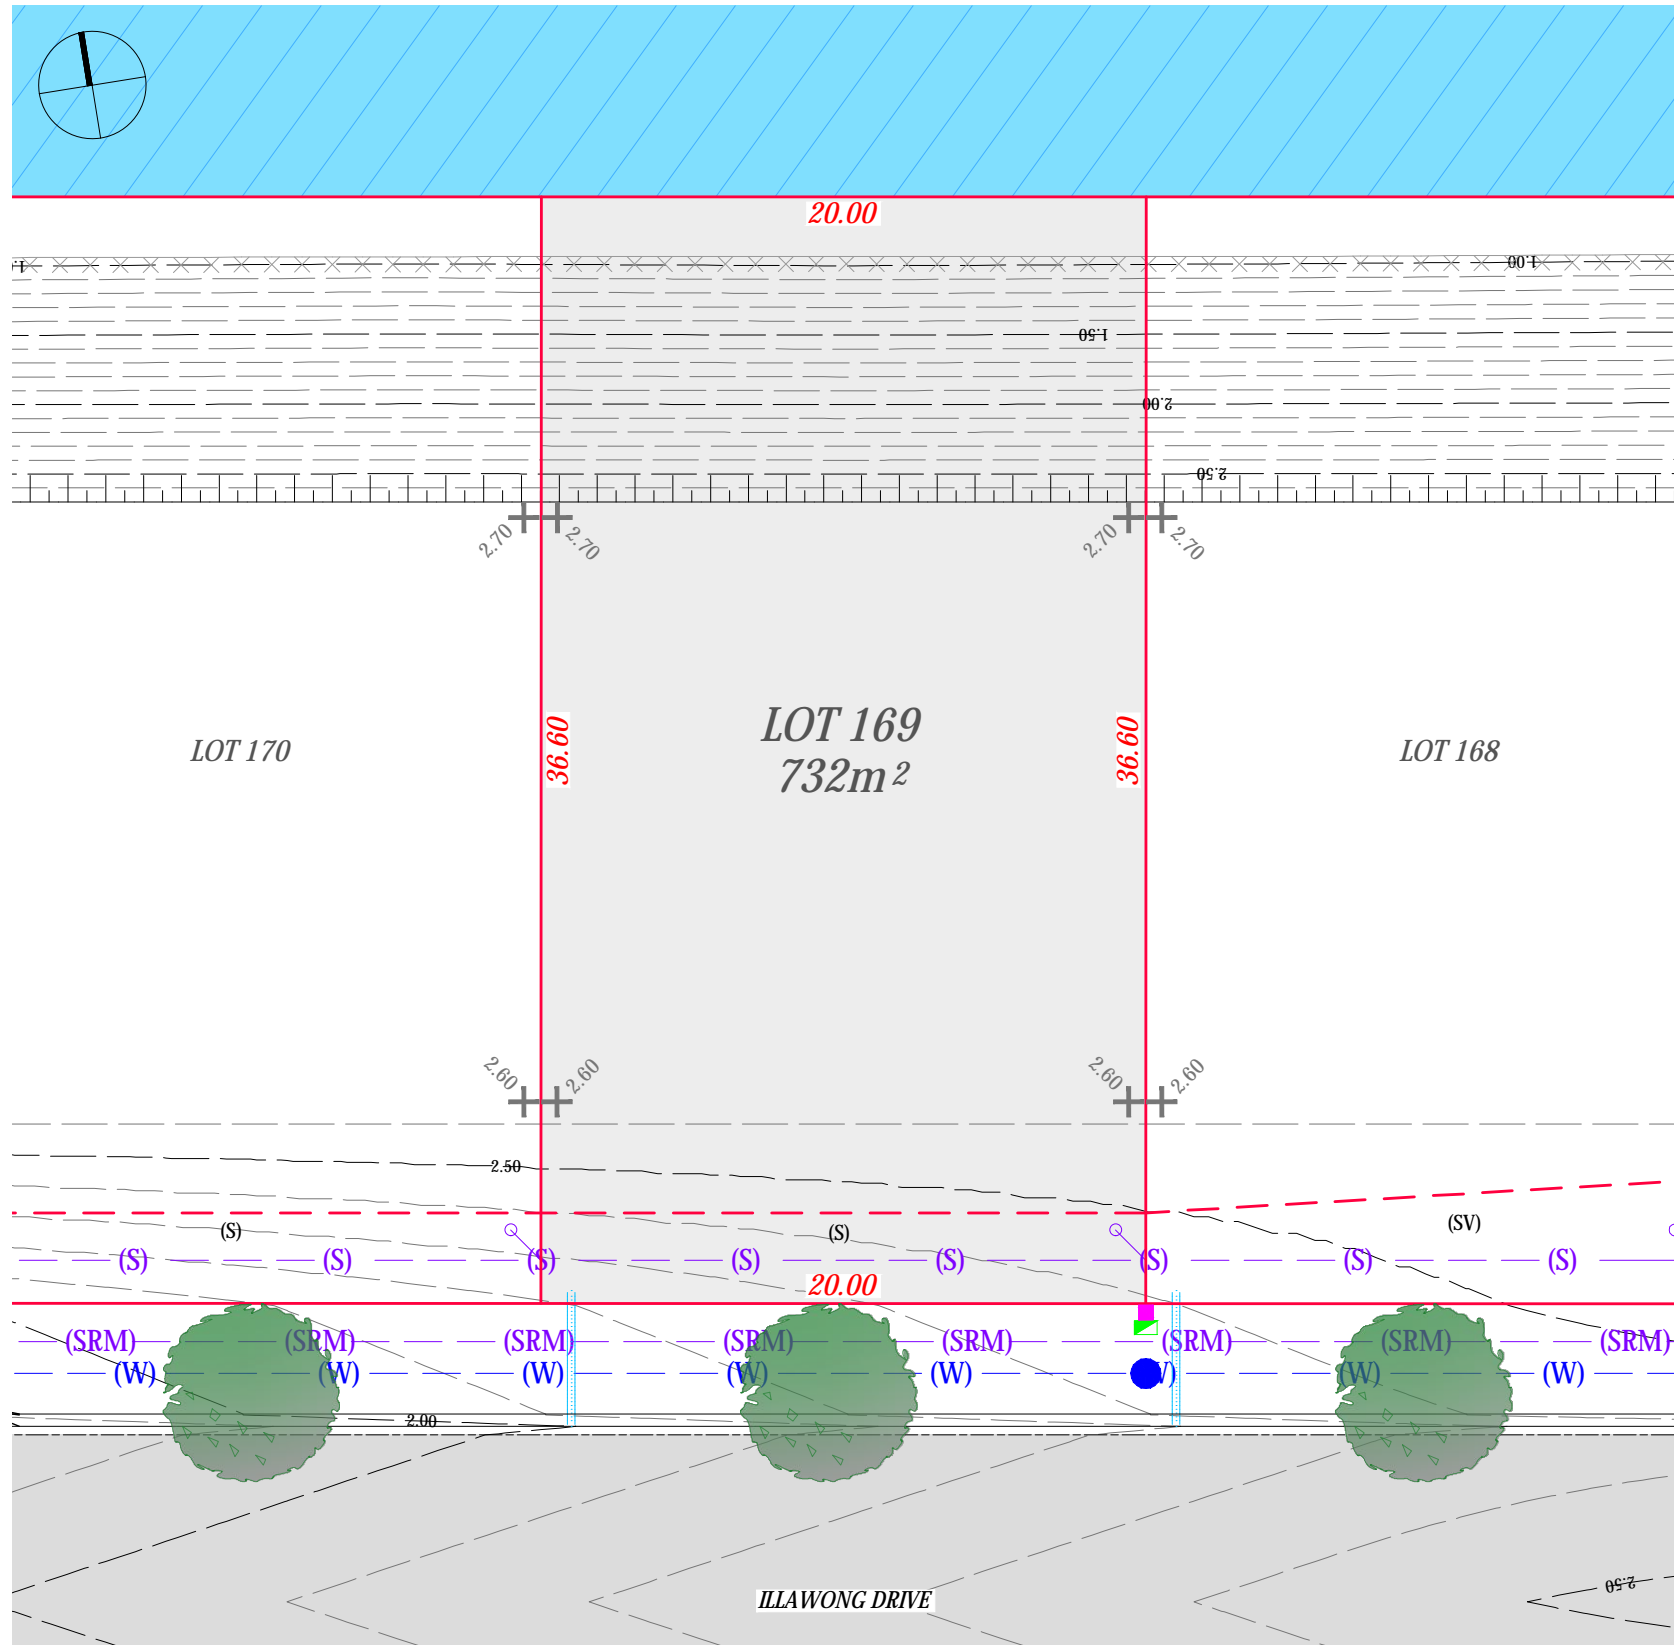 20.00
1.00
1.50
2.00
2.50
2.70
2.70
2.70
2.70
LOT 170
36.60
LOT 169
732m²
36.60
LOT 168
2.60
2.60
2.60
2.60
2.50
(S)
(S)
(SV)
(S) (S) (S) (S) (S) (S) (S) (S)
20.00
(SRM) (SRM) (SRM) (SRM) (SRM) (SRM) (SRM) (SRM)
(W) (W) (W) (W) (W) (W) (W)
2.00
2.50
ILLAWONG DRIVE